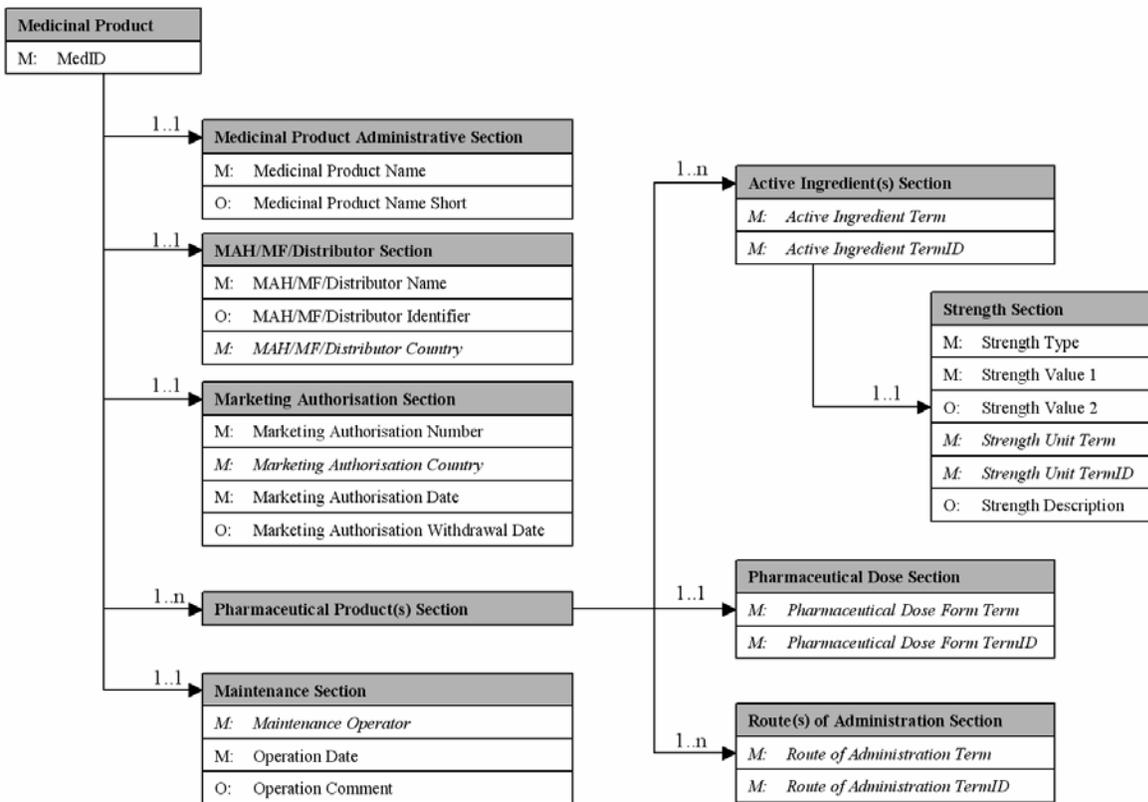 Medicinal Product
M: MedID
1..1
Medicinal Product Administrative Section
M: Medicinal Product Name
O: Medicinal Product Name Short
1..1
MAH/MF/Distributor Section
M: MAH/MF/Distributor Name
O: MAH/MF/Distributor Identifier
M: MAH/MF/Distributor Country
1..1
Marketing Authorisation Section
M: Marketing Authorisation Number
M: Marketing Authorisation Country
M: Marketing Authorisation Date
O: Marketing Authorisation Withdrawal Date
1..n
Pharmaceutical Product(s) Section
1..1
Maintenance Section
M: Maintenance Operator
M: Operation Date
O: Operation Comment
1..n
Active Ingredient(s) Section
M: Active Ingredient Term
M: Active Ingredient TermID
1..1
Strength Section
M: Strength Type
M: Strength Value 1
O: Strength Value 2
M: Strength Unit Term
M: Strength Unit TermID
O: Strength Description
1..1
Pharmaceutical Dose Section
M: Pharmaceutical Dose Form Term
M: Pharmaceutical Dose Form TermID
1..n
Route(s) of Administration Section
M: Route of Administration Term
M: Route of Administration TermID